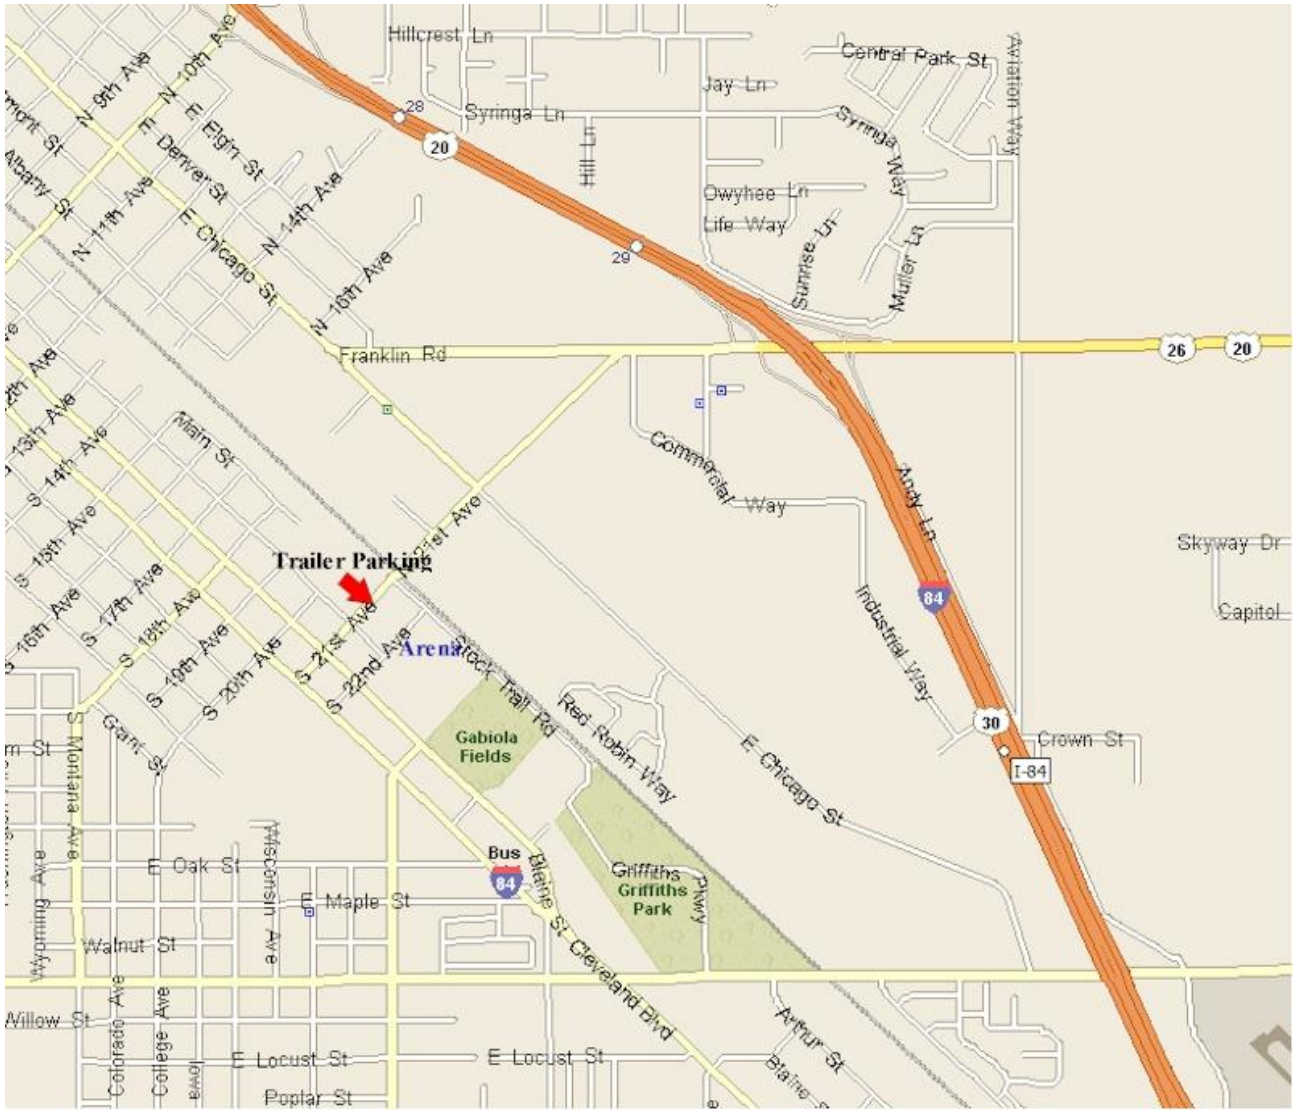 Hillcrest Ln
Central Park St
Aviation Way
N 10th Ave
N 9th Ave
28
Jay Ln
Syringa Ln
Syringa Way
20
E Elgin St
E Denver St
Albany St
Hill Ln
Owyhee Ln
Life Way
Sunrise Ln
Muller Ln
N 11th Ave
N 14th Ave
E Chicago St
29
N 16th Ave
Franklin Rd
26
20
13th Ave
S 14th Ave
Main St
Commercial Way
Andy Ln
S 15th Ave
N 21st Ave
Skyway Dr
Trailer Parking
84
Capitol
S 16th Ave
S 17th Ave
S 18th Ave
S 19th Ave
S 20th Ave
S 21st Ave
S 22nd Ave
Arena
Stock Trail Rd
Industrial Way
Red Robin Way
30
Crown St
I-84
Grant St
S Montana Ave
Gabiola
Fields
E Chicago St
Bus
84
E Oak St
Wisconsin Ave
E Maple St
Blaine St
Griffiths Pkwy
Griffiths
Park
Wyoming Ave
Walnut St
Cleveland Blvd
Willow St
Colorado Ave
College Ave
Iowa
E Locust St
E Locust St
Arthur St
Blaine S
Poplar St